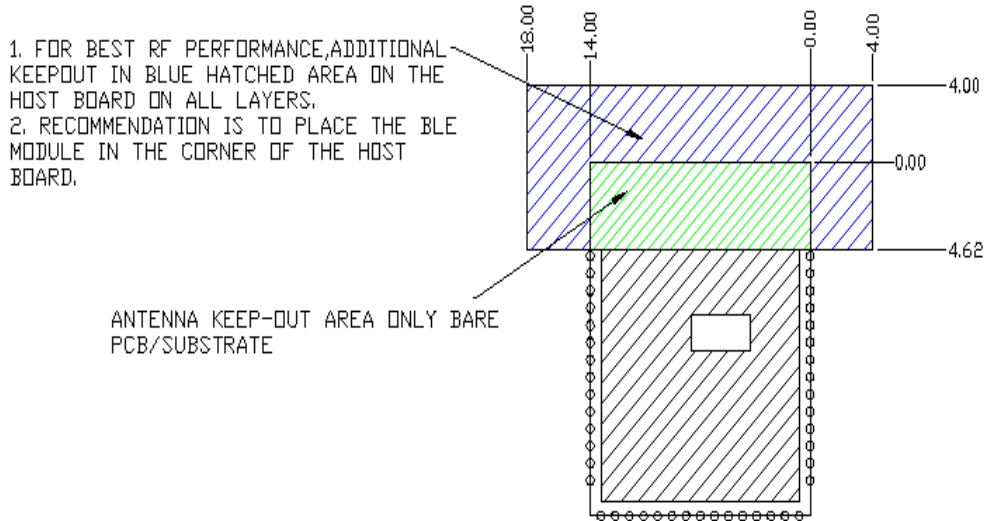 18.00
14.00
0.00
4.00
1. FOR BEST RF PERFORMANCE,ADDITIONAL
KEEPOUT IN BLUE HATCHED AREA ON THE
HOST BOARD ON ALL LAYERS.
2. RECOMMENDATION IS TO PLACE THE BLE
MODULE IN THE CORNER OF THE HOST
BOARD.
4.00
0.00
4.62
ANTENNA KEEP-OUT AREA ONLY BARE
PCB/SUBSTRATE